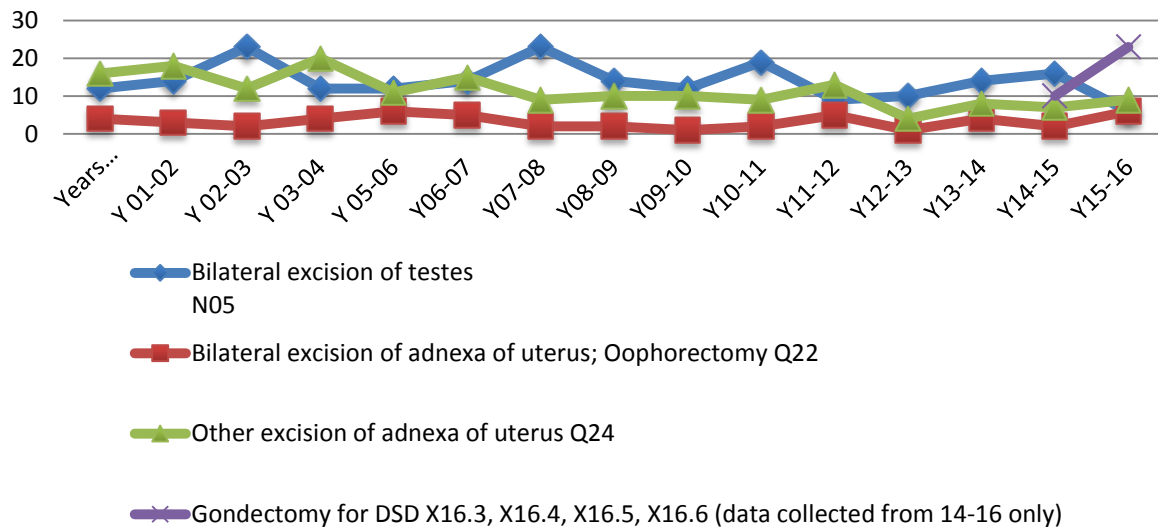 30
20
10
0
Years...
Y 01-02
Y 02-03
Y 03-04
Y 05-06
Y06-07
Y07-08
Y08-09
Y09-10
Y10-11
Y11-12
Y12-13
Y13-14
Y14-15
Y15-16
Bilateral excision of testes
N05
Bilateral excision of adnexa of uterus; Oophorectomy Q22
Other excision of adnexa of uterus Q24
Gondectomy for DSD X16.3, X16.4, X16.5, X16.6 (data collected from 14-16 only)